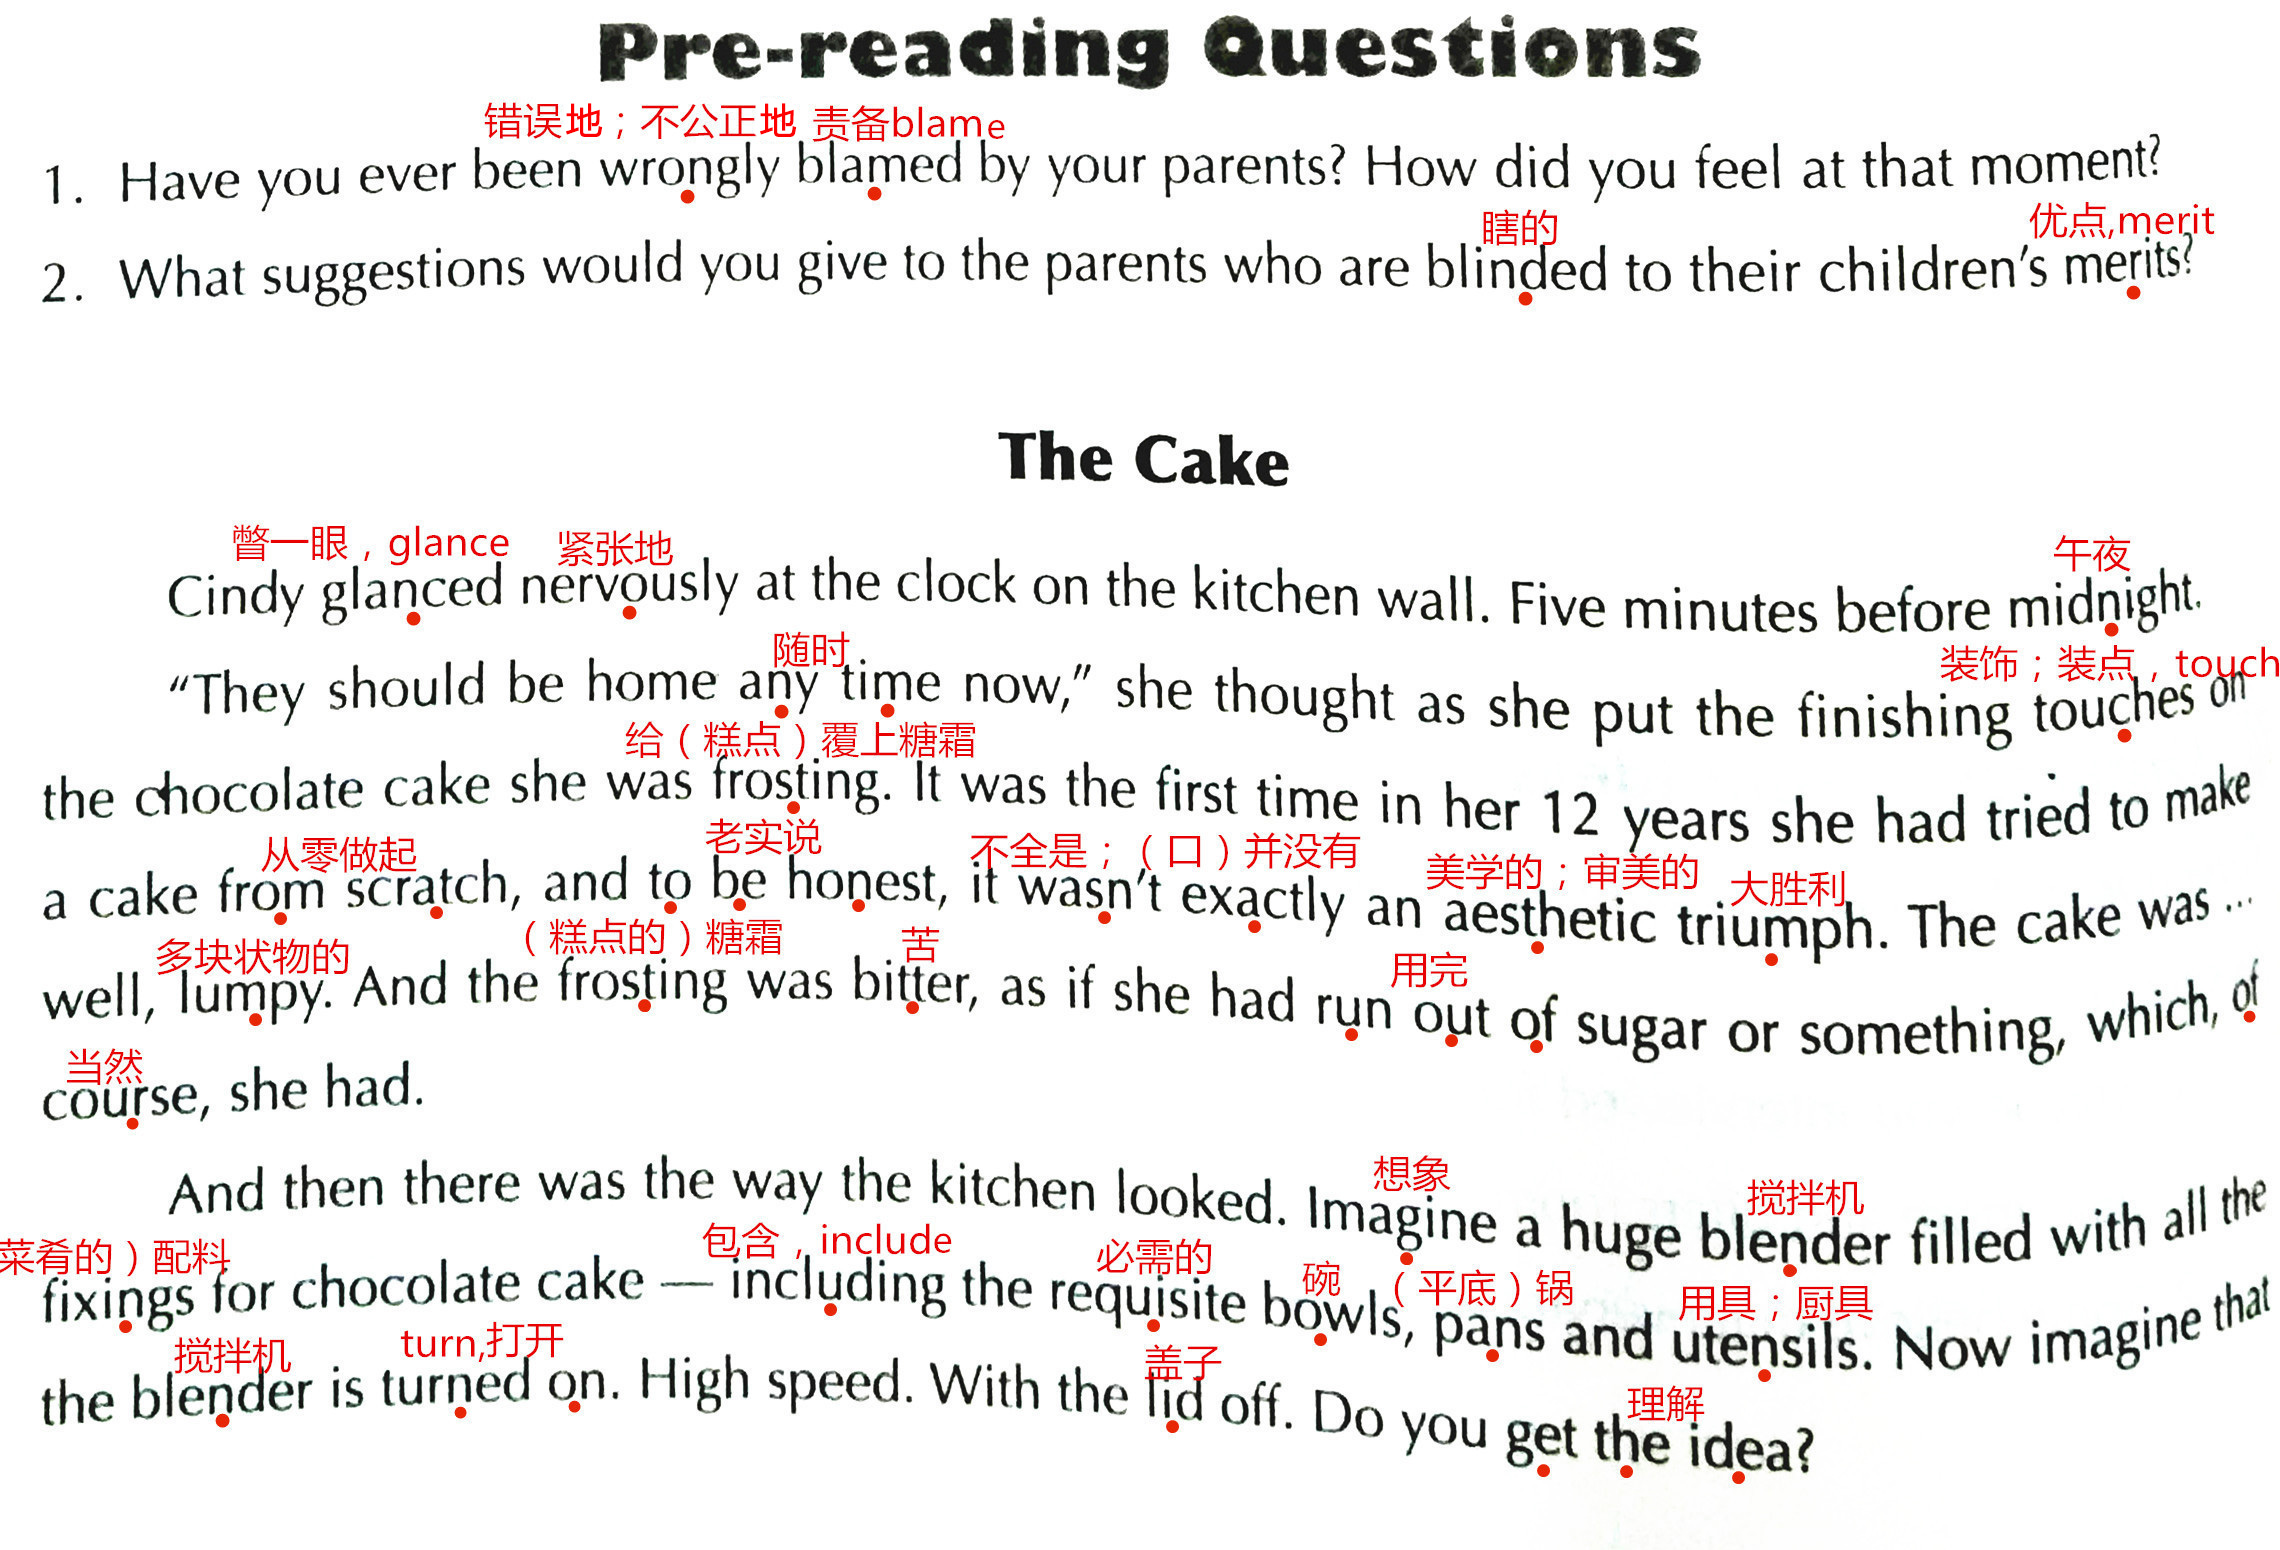 Pre-reading Questions
错误地；不公正地 责备blame
1. Have you ever been wrongly blamed by your parents? How did you feel at that moment?
瞎的 优点,merit
2. What suggestions would you give to the parents who are blinded to their children's merits?
The Cake
瞥一眼，glance 紧张地 午夜
Cindy glanced nervously at the clock on the kitchen wall. Five minutes before midnight.
随时 装饰；装点，touch
“They should be home any time now,” she thought as she put the finishing touches on
给（糕点）覆上糖霜
the chocolate cake she was frosting. It was the first time in her 12 years she had tried to make
从零做起 老实说 不全是；（口）并没有 美学的；审美的 大胜利
a cake from scratch, and to be honest, it wasn't exactly an aesthetic triumph. The cake was ...
多块状物的 （糕点的）糖霜 苦 用完
well, lumpy. And the frosting was bitter, as if she had run out of sugar or something, which, of
当然
course, she had.
想象 搅拌机
And then there was the way the kitchen looked. Imagine a huge blender filled with all the
菜肴的）配料 包含，include 必需的 碗 （平底）锅 用具；厨具
fixings for chocolate cake — including the requisite bowls, pans and utensils. Now imagine that
搅拌机 turn,打开 盖子 理解
the blender is turned on. High speed. With the lid off. Do you get the idea?